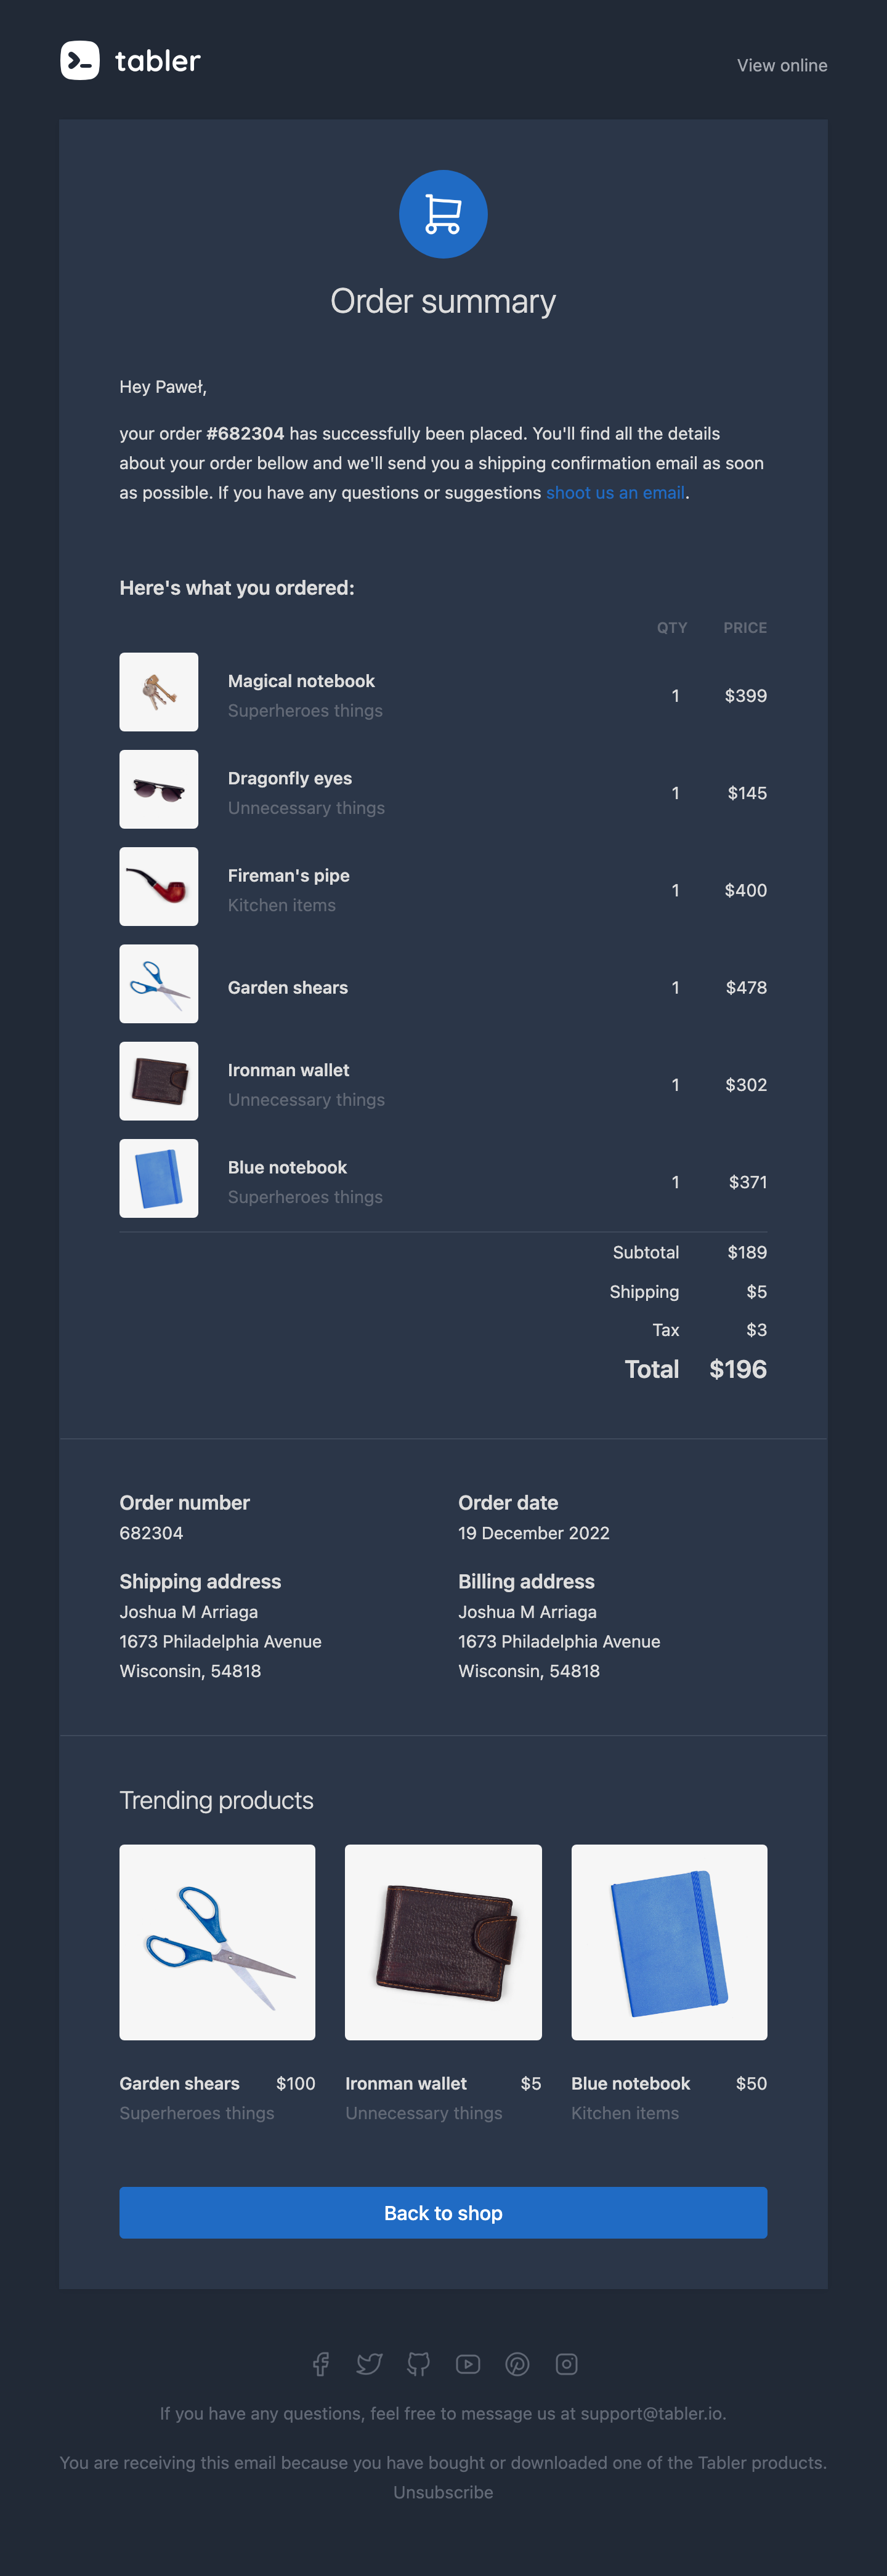 tabler
View online
Order summary
Hey Paweł,
your order #682304 has successfully been placed. You'll find all the details
about your order bellow and we'll send you a shipping confirmation email as soon
as possible. If you have any questions or suggestions shoot us an email.
Here's what you ordered:
QTY PRICE
Magical notebook
Superheroes things
1 $399
Dragonfly eyes
Unnecessary things
1 $145
Fireman's pipe
Kitchen items
1 $400
Garden shears 1 $478
Ironman wallet
Unnecessary things
1 $302
Blue notebook
Superheroes things
1 $371
Subtotal $189
Shipping $5
Tax $3
Total $196
Order number
682304
Order date
19 December 2022
Shipping address
Joshua M Arriaga
1673 Philadelphia Avenue
Wisconsin, 54818
Billing address
Joshua M Arriaga
1673 Philadelphia Avenue
Wisconsin, 54818
Trending products
Garden shears $100
Superheroes things
Ironman wallet $5
Unnecessary things
Blue notebook $50
Kitchen items
Back to shop
If you have any questions, feel free to message us at support@tabler.io.
You are receiving this email because you have bought or downloaded one of the Tabler products.
Unsubscribe